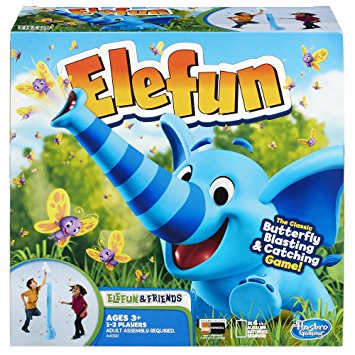 Elefun
The Classic
Butterfly
Blasting
& Catching
Game!
ELEFUN & FRIENDS
AGES 3+
1-2 PLAYERS
ADULT ASSEMBLY REQUIRED.
Hasbro
Gaming